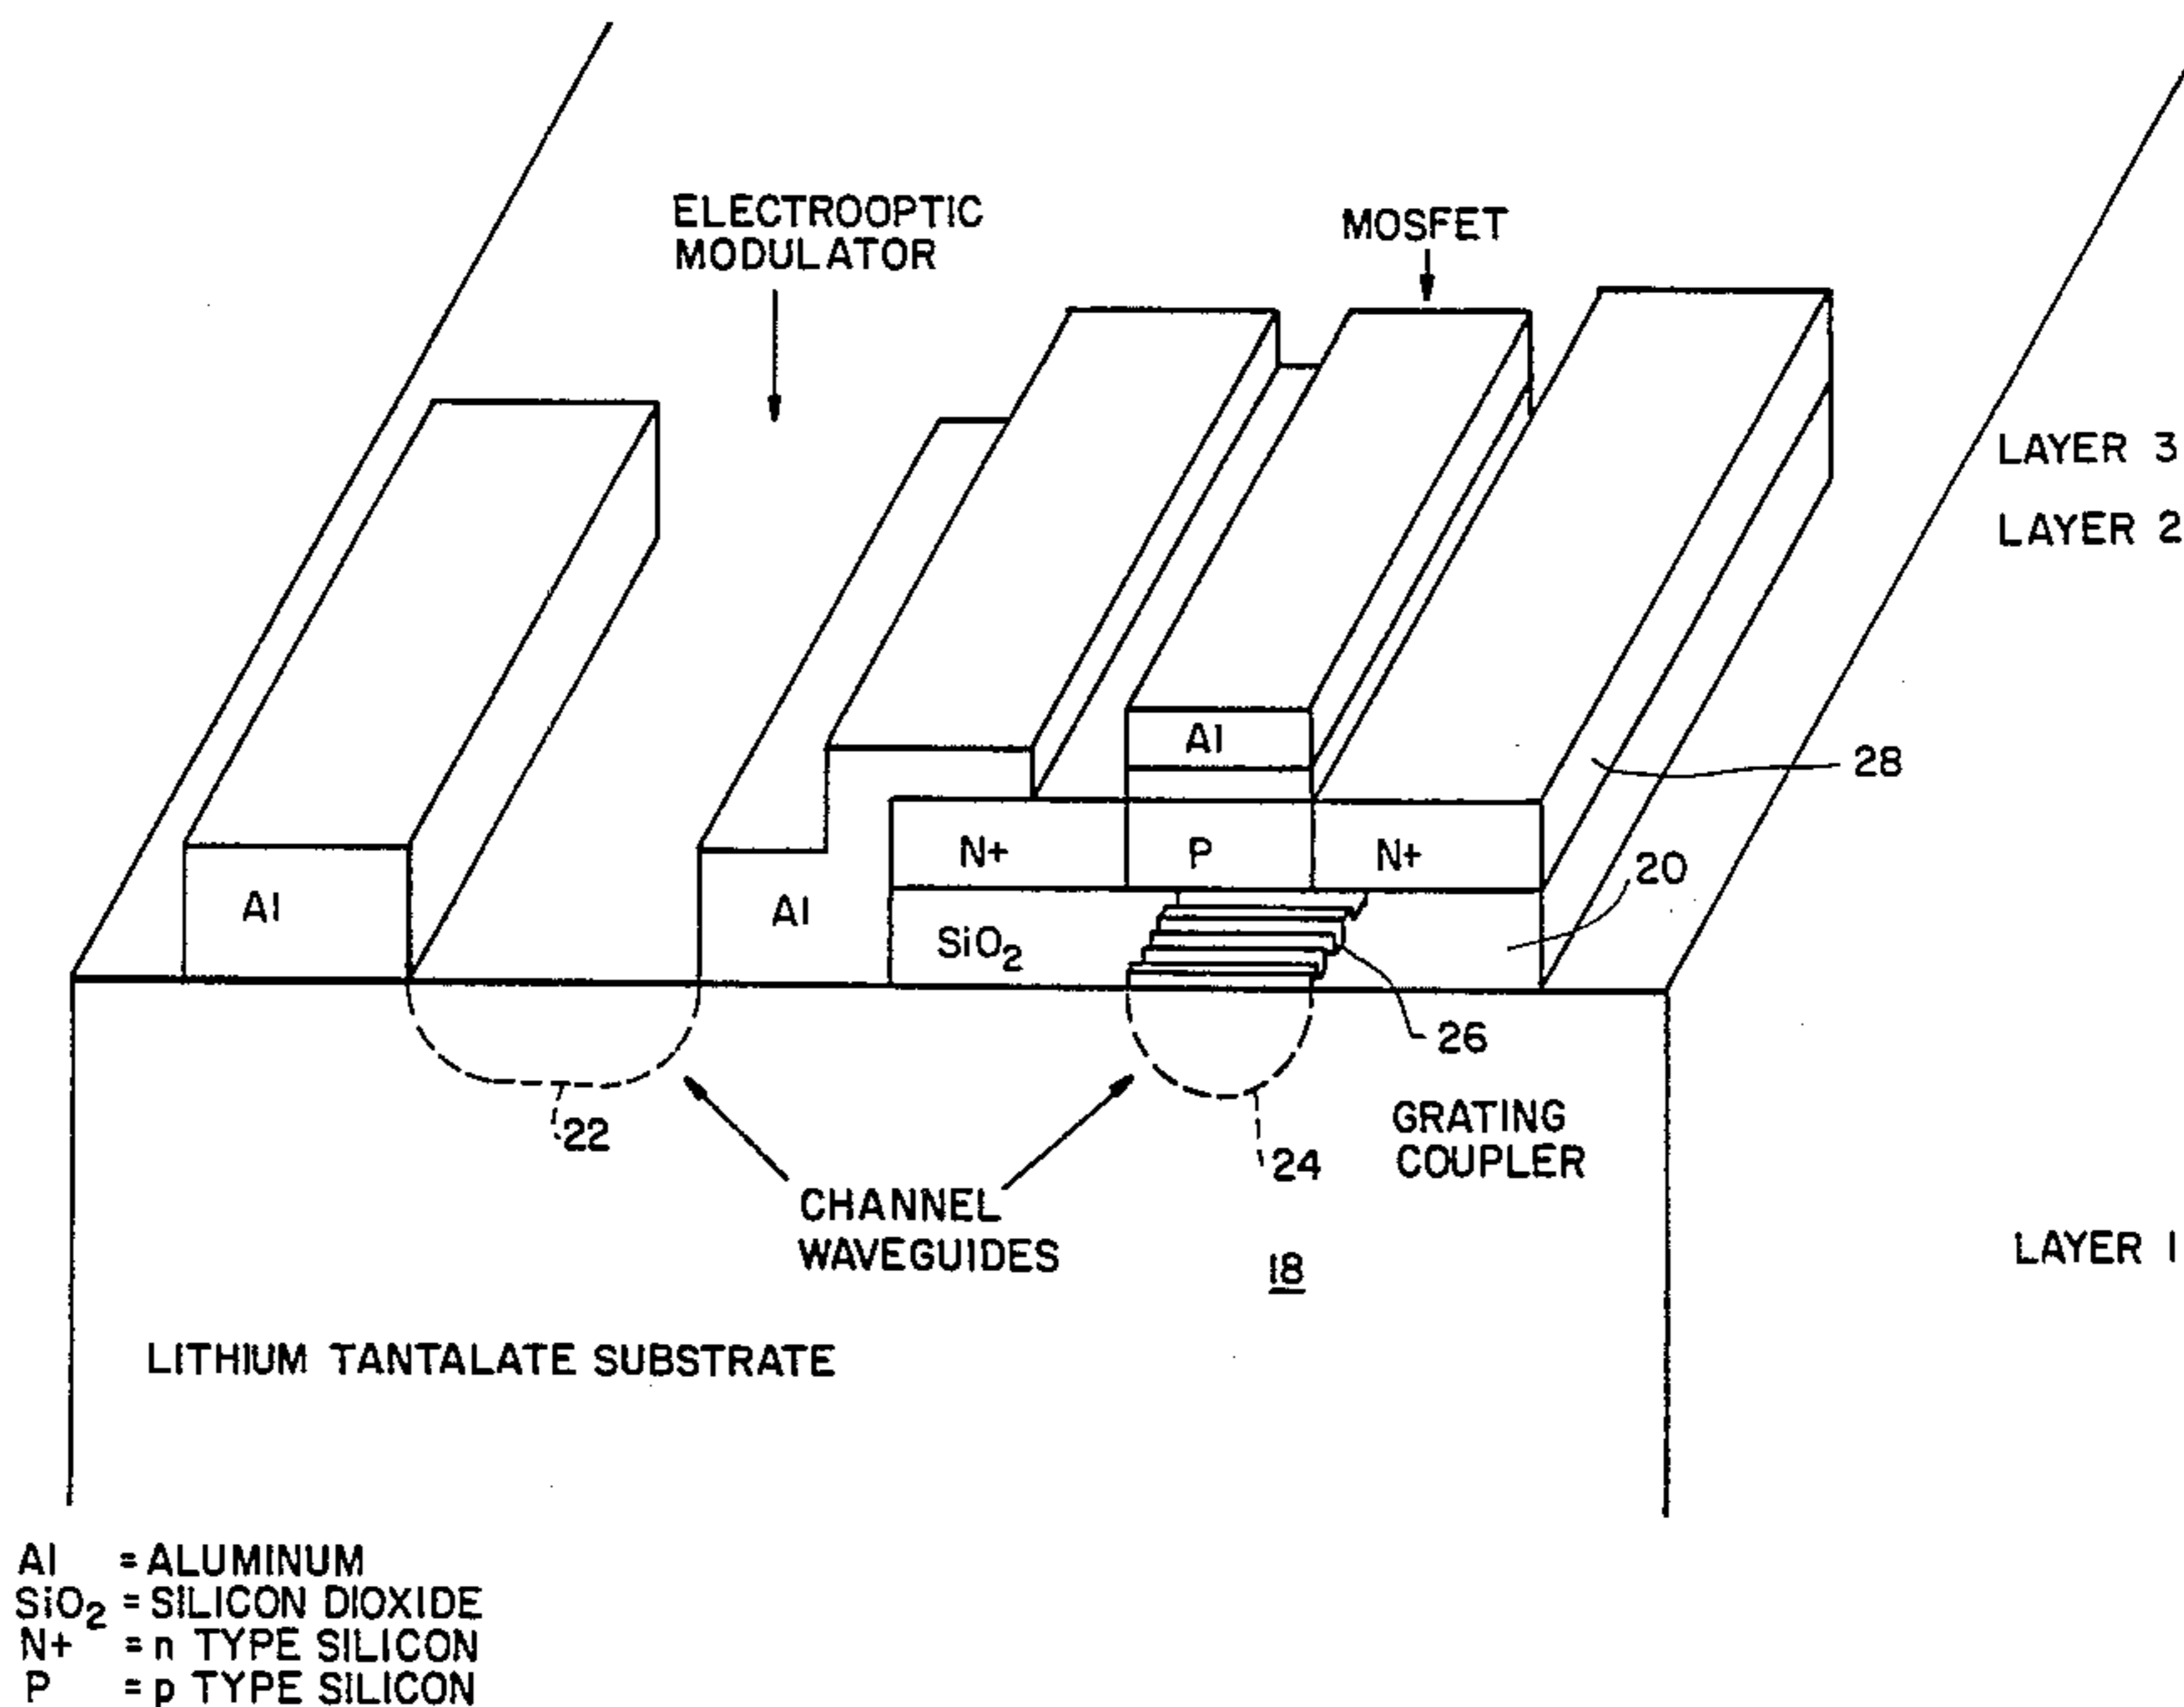 ELECTROOPTIC
MODULATOR
MOSFET
LAYER 3
LAYER 2
Al
28
N+
P
N+
20
Al
Al
SiO2
26
22
24
GRATING
COUPLER
CHANNEL
WAVEGUIDES
18
LAYER 1
LITHIUM TANTALATE SUBSTRATE
Al = ALUMINUM
SiO2 = SILICON DIOXIDE
N+ = n TYPE SILICON
P = p TYPE SILICON